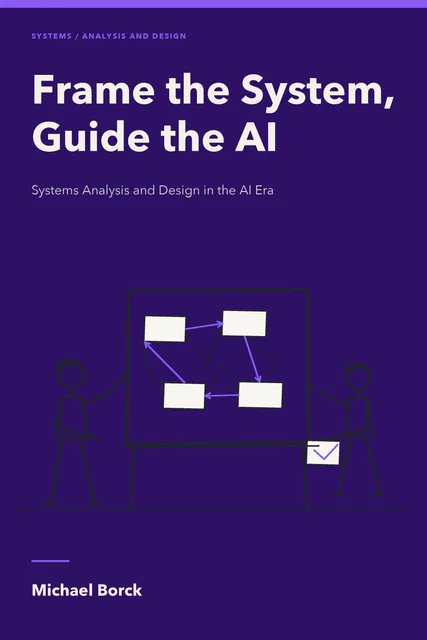 SYSTEMS / ANALYSIS AND DESIGN
Frame the System,
Guide the AI
Systems Analysis and Design in the AI Era
Michael Borck